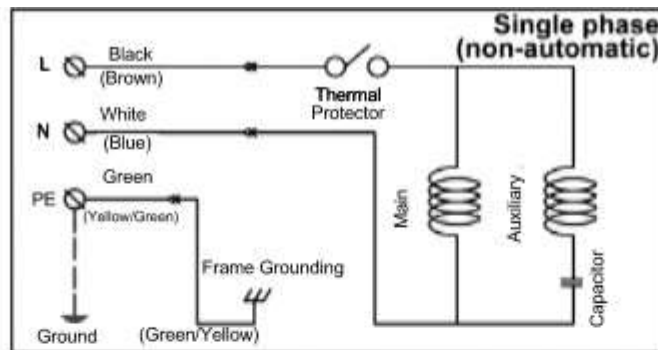 Single phase
(non-automatic)
L
Black
(Brown)
Thermal
Protector
N
White
(Blue)
PE
Green
(Yellow/Green)
Main
Auxiliary
Capacitor
Frame Grounding
Ground
(Green/Yellow)